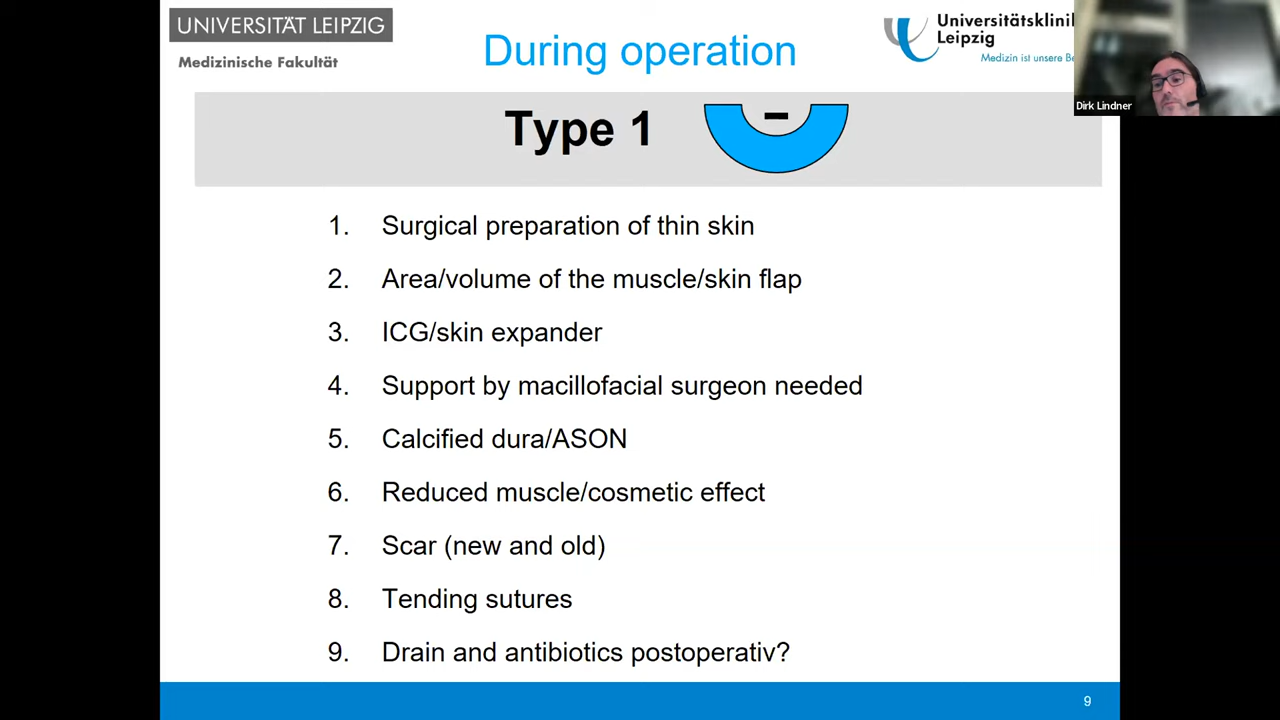 UNIVERSITÄT LEIPZIG
Medizinische Fakultät
During operation
Universitätsklini
Leipzig
Medizin ist unsere Be
Dirk Lindner
Type 1
1. Surgical preparation of thin skin
2. Area/volume of the muscle/skin flap
3. ICG/skin expander
4. Support by macillofacial surgeon needed
5. Calcified dura/ASON
6. Reduced muscle/cosmetic effect
7. Scar (new and old)
8. Tending sutures
9. Drain and antibiotics postoperativ?
9